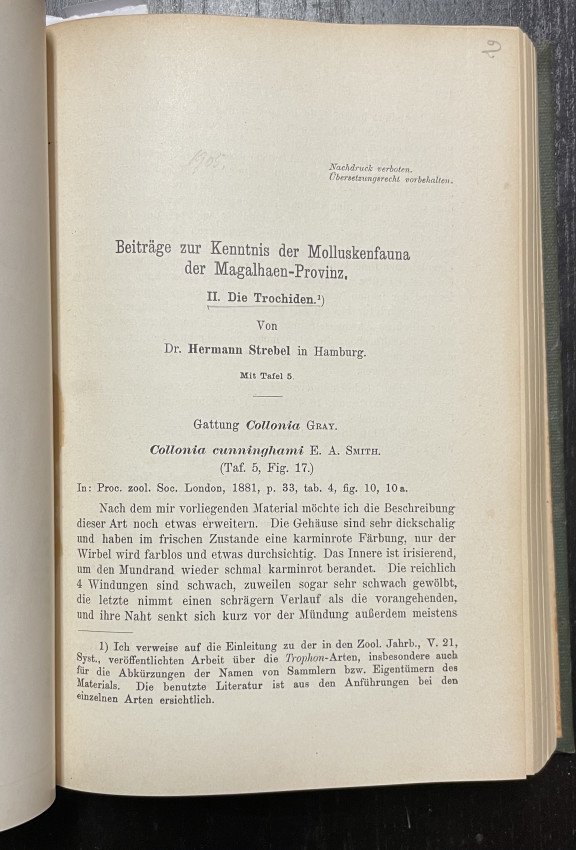 19
1905.
Nachdruck verboten.
Übersetzungsrecht vorbehalten.
Beiträge zur Kenntnis der Molluskenfauna
der Magalhaen-Provinz.
II. Die Trochiden.¹)
Von
Dr. Hermann Strebel in Hamburg.
Mit Tafel 5.
Gattung Collonia GRAY.
Collonia cunninghami E. A. SMITH.
(Taf. 5, Fig. 17.)
In: Proc. zool. Soc. London, 1881, p. 33, tab. 4, fig. 10, 10a.
Nach dem mir vorliegenden Material möchte ich die Beschreibung
dieser Art noch etwas erweitern. Die Gehäuse sind sehr dickschalig
und haben im frischen Zustande eine karminrote Färbung, nur der
Wirbel wird farblos und etwas durchsichtig. Das Innere ist irisierend,
um den Mundrand wieder schmal karminrot berandet. Die reichlich
4 Windungen sind schwach, zuweilen sogar sehr schwach gewölbt,
die letzte nimmt einen schrägern Verlauf als die vorangehenden,
und ihre Naht senkt sich kurz vor der Mündung außerdem meistens
1) Ich verweise auf die Einleitung zu der in den Zool. Jahrb., V. 21,
Syst., veröffentlichten Arbeit über die Trophon-Arten, insbesondere auch
für die Abkürzungen der Namen von Sammlern bzw. Eigentümern des
Materials. Die benutzte Literatur ist aus den Anführungen bei den
einzelnen Arten ersichtlich.